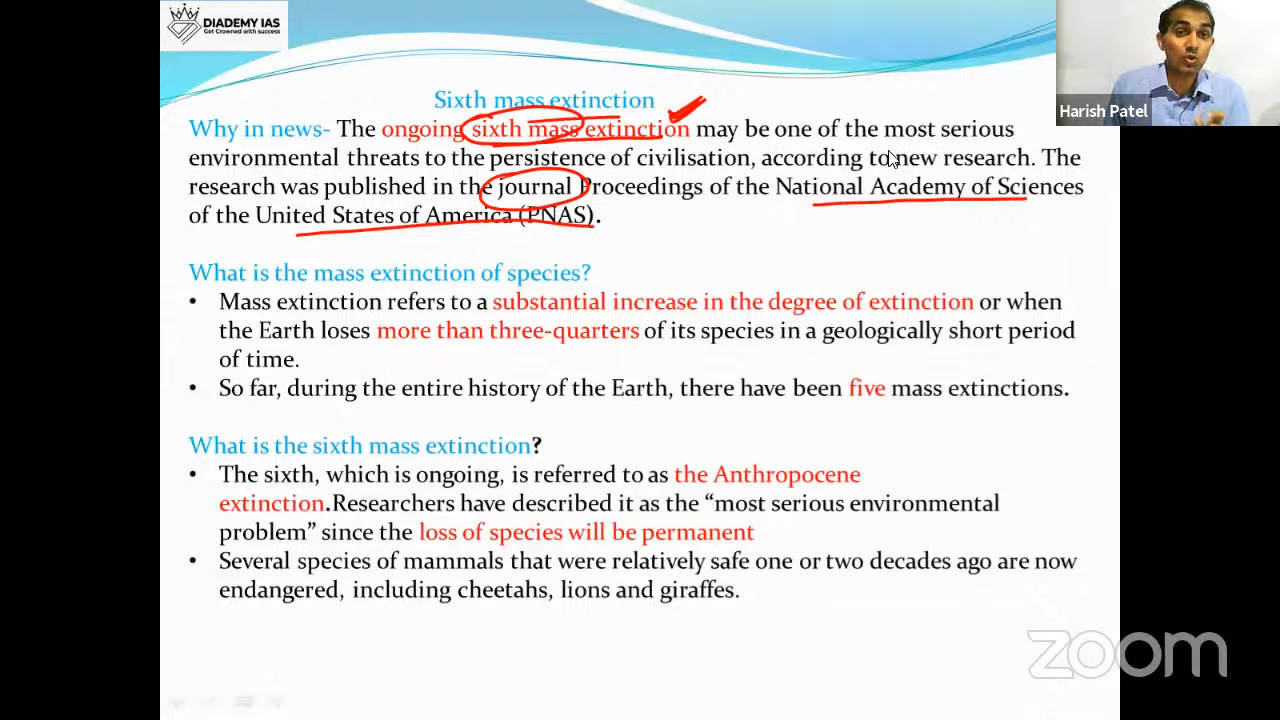 DIADEMY IAS
Get Crowned with success
Harish Patel
Sixth mass extinction
Why in news- The ongoing sixth mass extinction may be one of the most serious
environmental threats to the persistence of civilisation, according to new research. The
research was published in the journal Proceedings of the National Academy of Sciences
of the United States of America (PNAS).
What is the mass extinction of species?
• Mass extinction refers to a substantial increase in the degree of extinction or when
the Earth loses more than three-quarters of its species in a geologically short period
of time.
• So far, during the entire history of the Earth, there have been five mass extinctions.
What is the sixth mass extinction?
• The sixth, which is ongoing, is referred to as the Anthropocene
extinction.Researchers have described it as the “most serious environmental
problem” since the loss of species will be permanent
• Several species of mammals that were relatively safe one or two decades ago are now
endangered, including cheetahs, lions and giraffes.
zoom